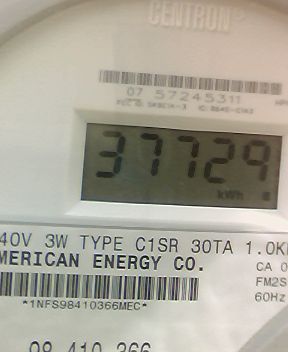 CENTRON®
07 57245311
37729
kWh
40V 3W TYPE C1SR 30TA 1.0K
MERICAN ENERGY CO.
CA 0
FM2S
60Hz
*1NFS98410366MEC*
98 410 366